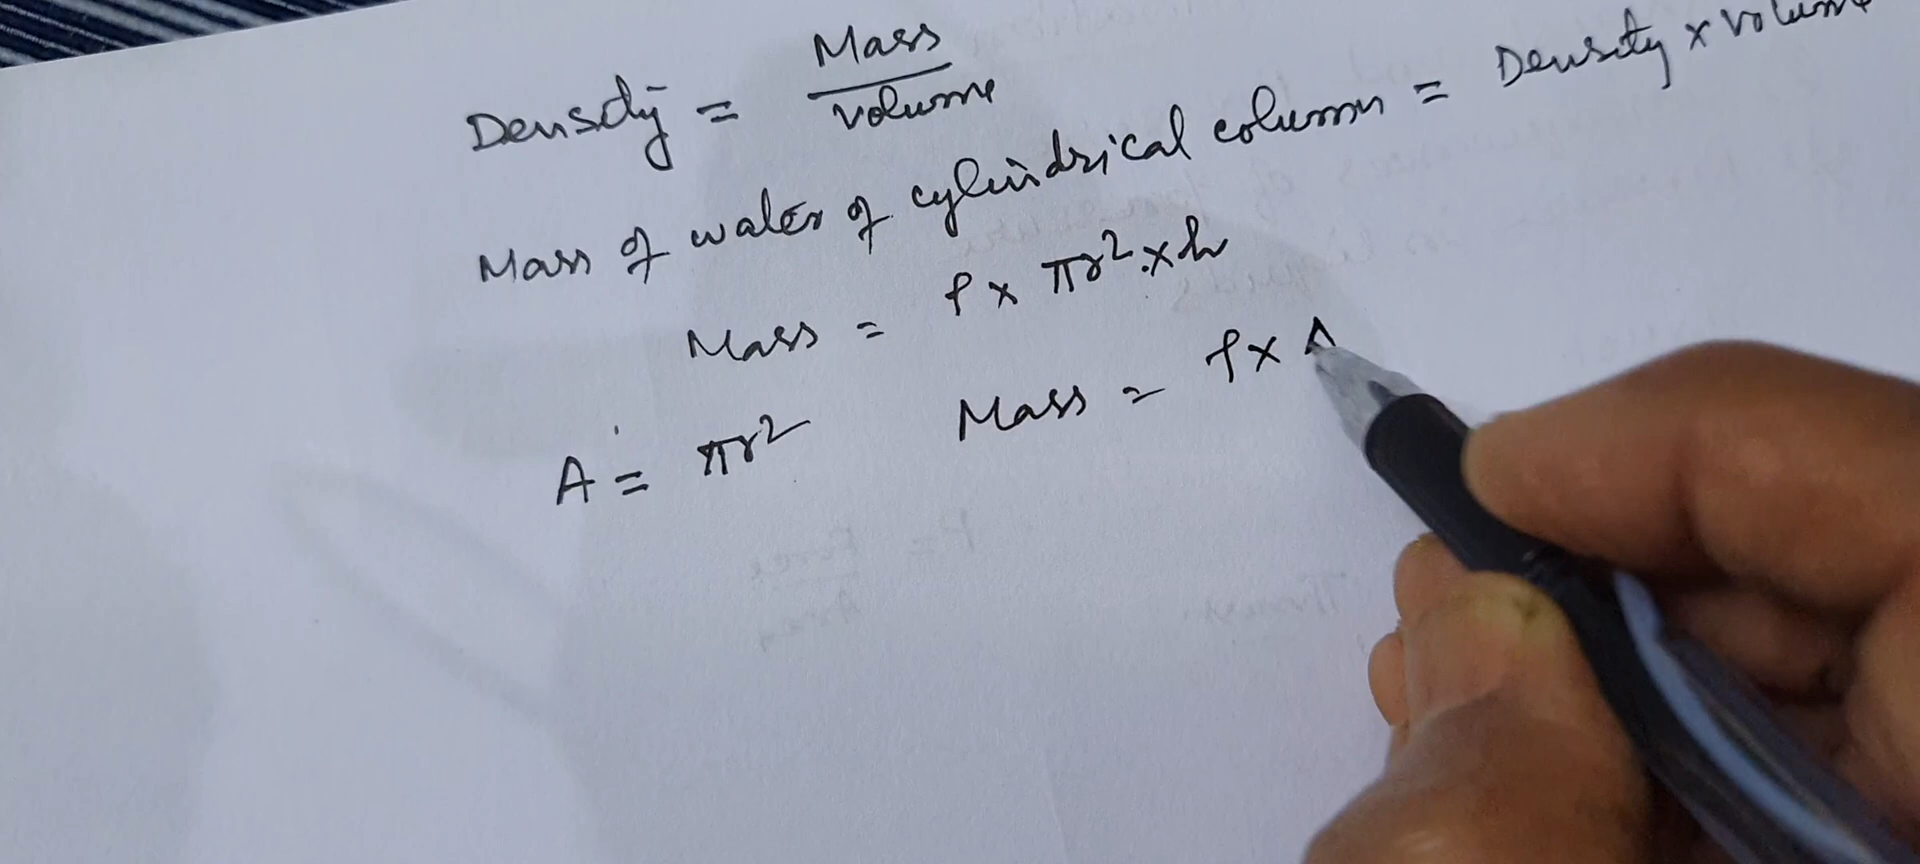 Density = Mass / Volume
Mass of water of cylindrical column = Density x volume
Mass = ρ x πr² . x h
A = πr² Mass = ρ x A